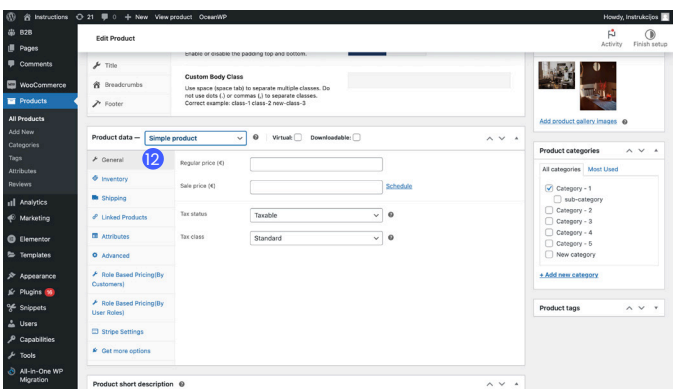 Instructions 21 0 + New View product OceanWP Howdy, Instrukcijos
B2B
Pages
Comments
WooCommerce
Products
All Products
Add New
Categories
Tags
Attributes
Reviews
Analytics
Marketing
Elementor
Templates
Appearance
Plugins 18
Snippets
Users
Capabilities
Tools
All-in-One WP
Migration
Edit Product
Activity Finish setup
Enable or disable the padding top and bottom.
Title
Breadcrumbs
Footer
Custom Body Class
Use space (space tab) to separate multiple classes. Do
not use dots (.) or commas (,) to separate classes.
Correct example: class-1 class-2 new-class-3
Product data — Simple product Virtual: Downloadable:
12
General
Inventory
Shipping
Linked Products
Attributes
Advanced
Role Based Pricing(By
Customers)
Role Based Pricing(By
User Roles)
Stripe Settings
Get more options
Regular price (€)
Sale price (€) Schedule
Tax status Taxable
Tax class Standard
Product short description
Add product gallery images
Product categories
All categories Most Used
Category - 1
sub-category
Category - 2
Category - 3
Category - 4
Category - 5
New category
+ Add new category
Product tags